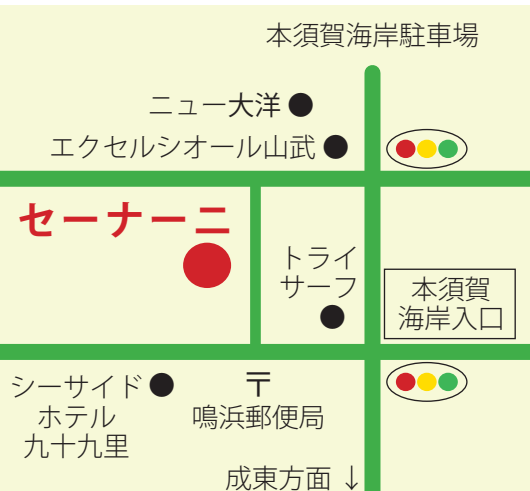 本須賀海岸駐車場
ニュー大洋
エクセルシオール山武
セーナーニ
トライ
サーフ
本須賀
海岸入口
シーサイド
ホテル
九十九里
〒
鳴浜郵便局
成東方面 ↓